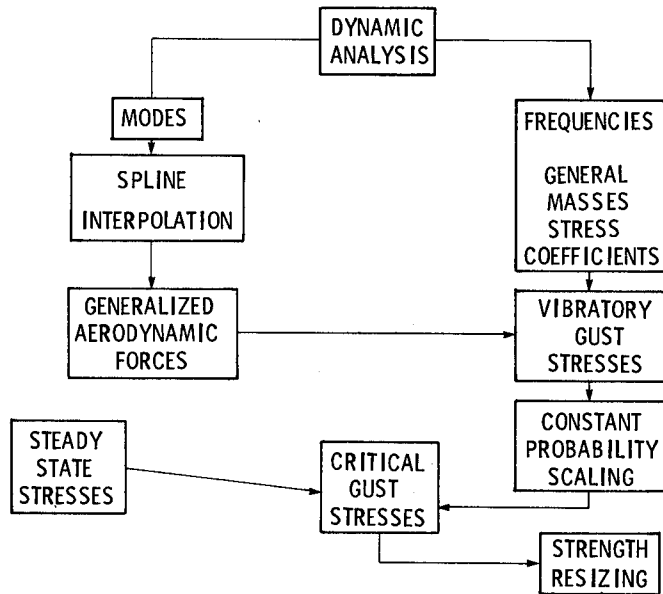 DYNAMIC
ANALYSIS
MODES
FREQUENCIES
GENERAL
MASSES
STRESS
COEFFICIENTS
SPLINE
INTERPOLATION
GENERALIZED
AERODYNAMIC
FORCES
VIBRATORY
GUST
STRESSES
CONSTANT
PROBABILITY
SCALING
STEADY
STATE
STRESSES
CRITICAL
GUST
STRESSES
STRENGTH
RESIZING